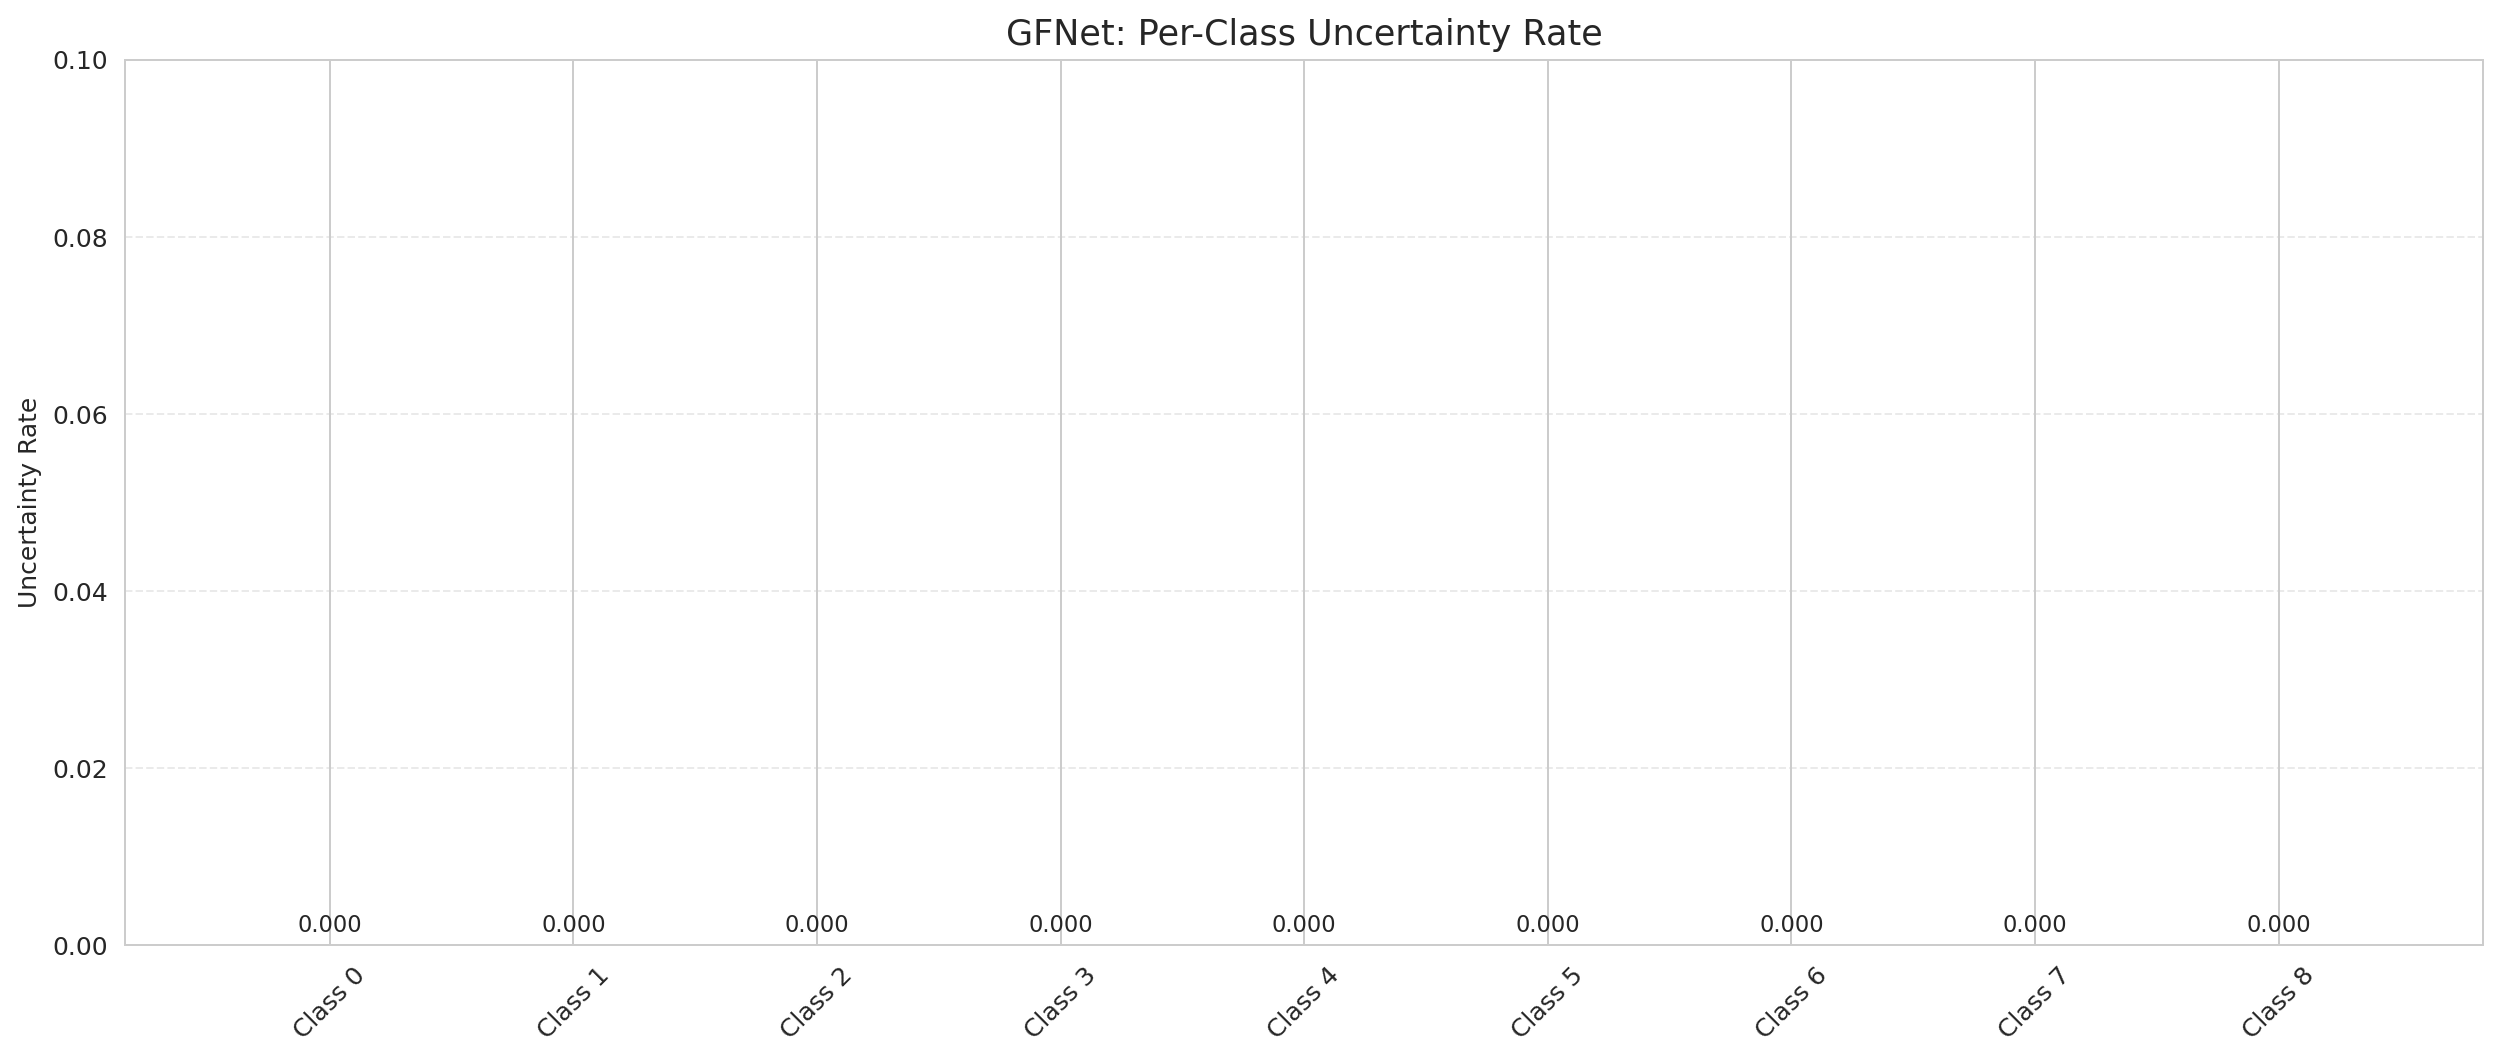 GFNet: Per-Class Uncertainty Rate
Uncertainty Rate
0.10
0.08
0.06
0.04
0.02
0.00
0.000 0.000 0.000 0.000 0.000 0.000 0.000 0.000 0.000
Class 0 Class 1 Class 2 Class 3 Class 4 Class 5 Class 6 Class 7 Class 8